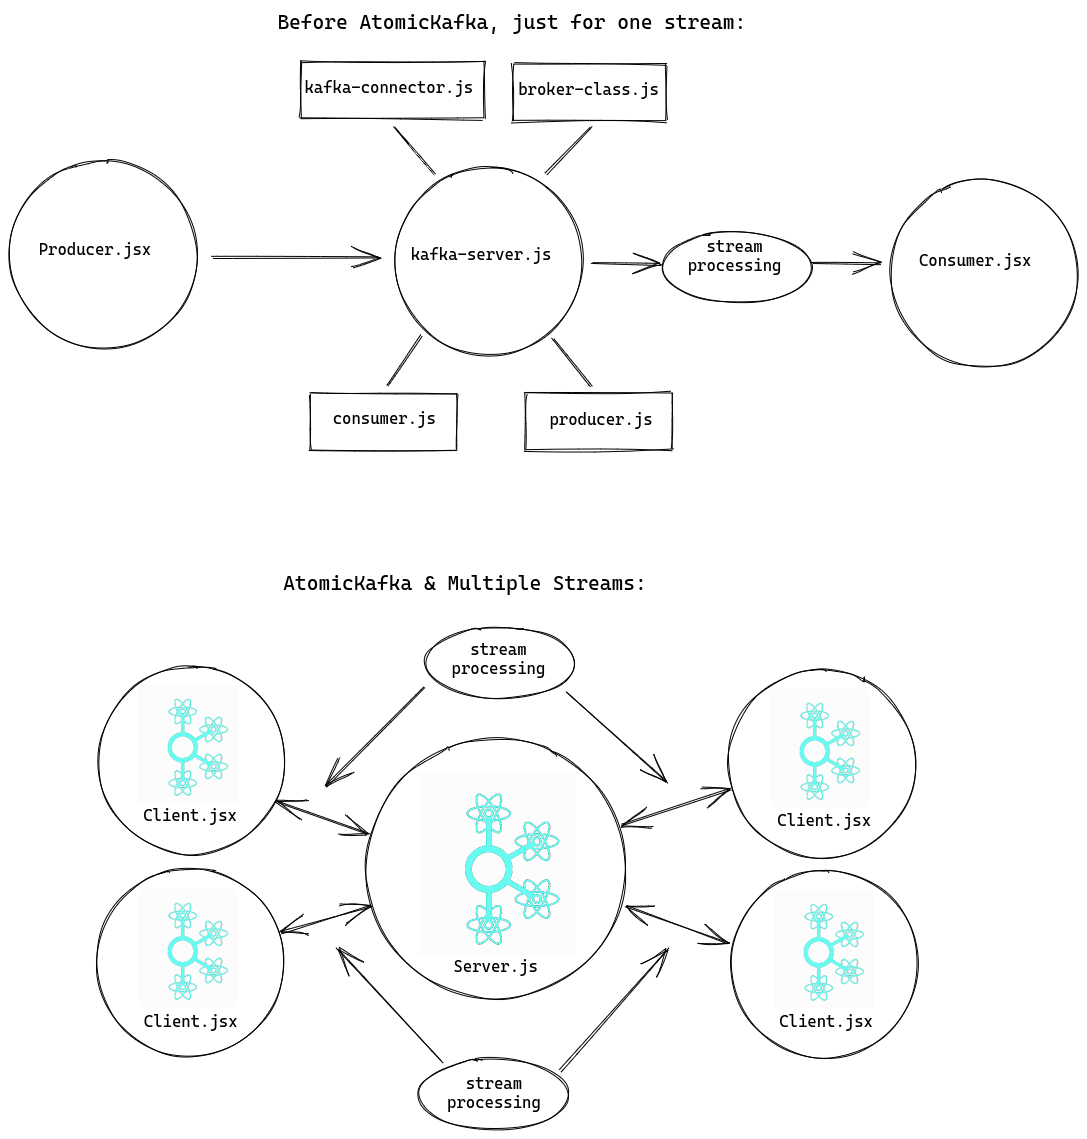 Before AtomicKafka, just for one stream:
kafka-connector.js
broker-class.js
Producer.jsx
kafka-server.js
stream
processing
Consumer.jsx
consumer.js
producer.js
AtomicKafka & Multiple Streams:
stream
processing
Client.jsx
Client.jsx
Server.js
Client.jsx
Client.jsx
stream
processing